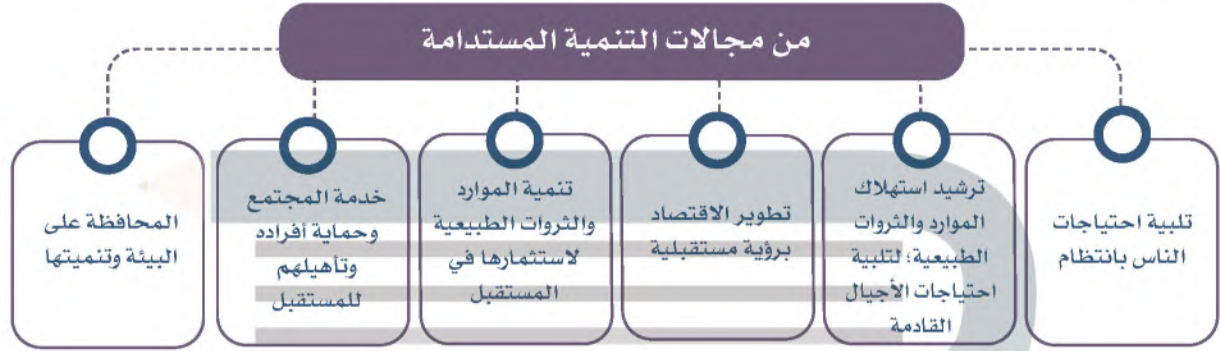 من مجالات التنمية المستدامة
تلبية احتياجات
الناس بانتظام
ترشيد استهلاك
الموارد والثروات
الطبيعية؛ لتلبية
احتياجات الأجيال
القادمة
تطوير الاقتصاد
برؤية مستقبلية
تنمية الموارد
والثروات الطبيعية
لاستثمارها في
المستقبل
خدمة المجتمع
وحماية أفراده
وتأهيلهم
للمستقبل
المحافظة على
البيئة وتنميتها